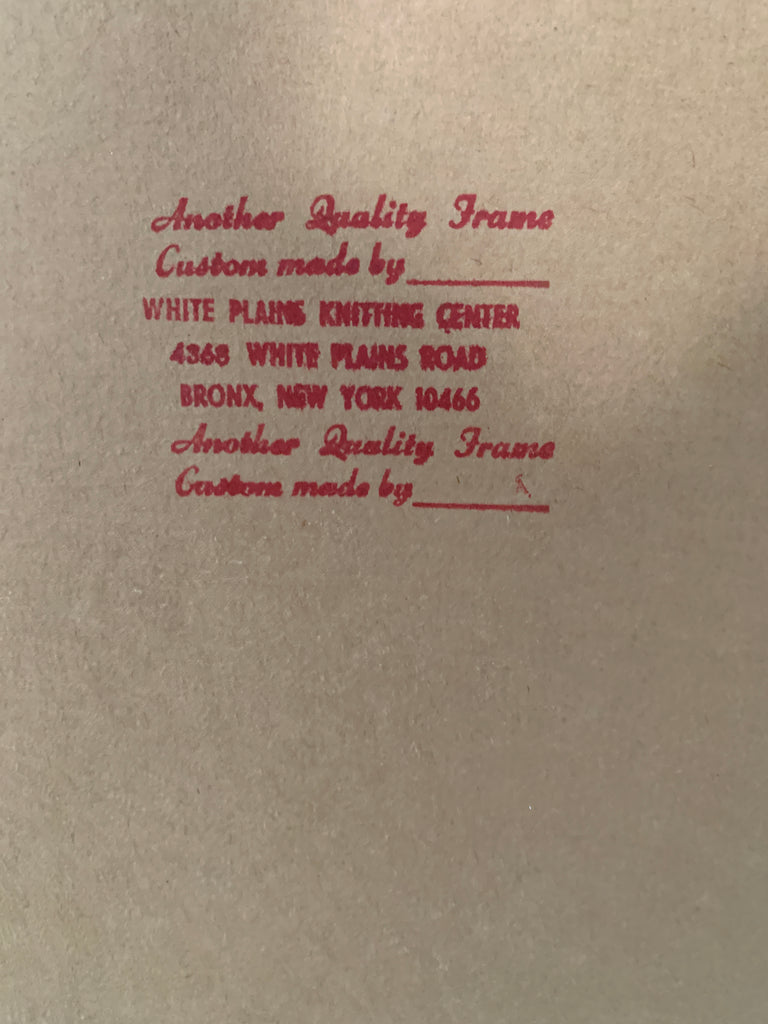 Another Quality Frame
Custom made by
WHITE PLAINS KNITTING CENTER
4368 WHITE PLAINS ROAD
BRONX, NEW YORK 10466
Another Quality Frame
Custom made by